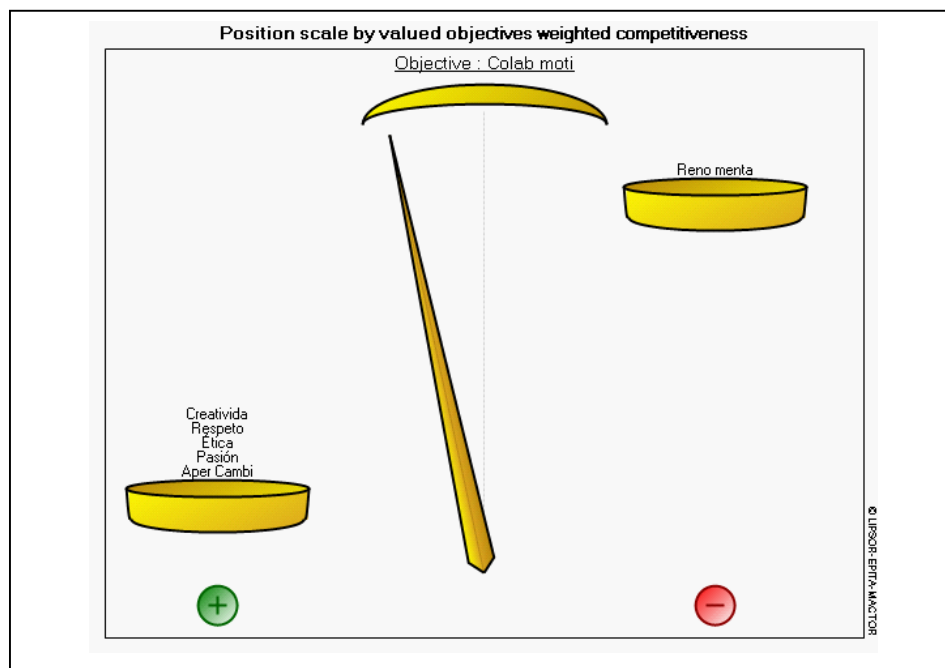 Position scale by valued objectives weighted competitiveness
Objective : Colab moti
Reno menta
Creativida
Respeto
Ética
Pasión
Aper Cambi
© LIPSOR-EPITA-MACTOR